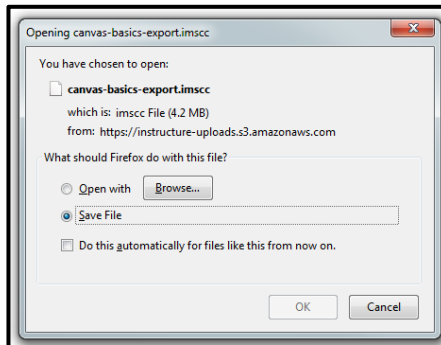 Opening canvas-basics-export.imscc
x
You have chosen to open:
canvas-basics-export.imscc
which is: imscc File (4.2 MB)
from: https://instructure-uploads.s3.amazonaws.com
What should Firefox do with this file?
Open with Browse...
Save File
Do this automatically for files like this from now on.
OK Cancel